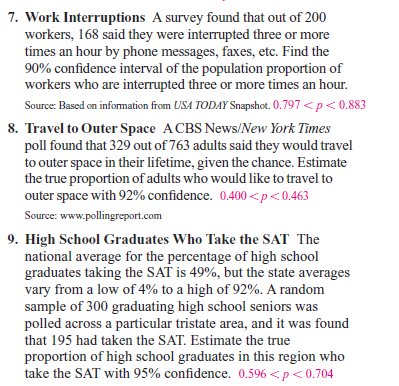 7. Work Interruptions A survey found that out of 200
workers, 168 said they were interrupted three or more
times an hour by phone messages, faxes, etc. Find the
90% confidence interval of the population proportion of
workers who are interrupted three or more times an hour.
Source: Based on information from USA TODAY Snapshot. 0.797 < p < 0.883
8. Travel to Outer Space A CBS News/New York Times
poll found that 329 out of 763 adults said they would travel
to outer space in their lifetime, given the chance. Estimate
the true proportion of adults who would like to travel to
outer space with 92% confidence. 0.400 < p < 0.463
Source: www.pollingreport.com
9. High School Graduates Who Take the SAT The
national average for the percentage of high school
graduates taking the SAT is 49%, but the state averages
vary from a low of 4% to a high of 92%. A random
sample of 300 graduating high school seniors was
polled across a particular tristate area, and it was found
that 195 had taken the SAT. Estimate the true
proportion of high school graduates in this region who
take the SAT with 95% confidence. 0.596 < p < 0.704